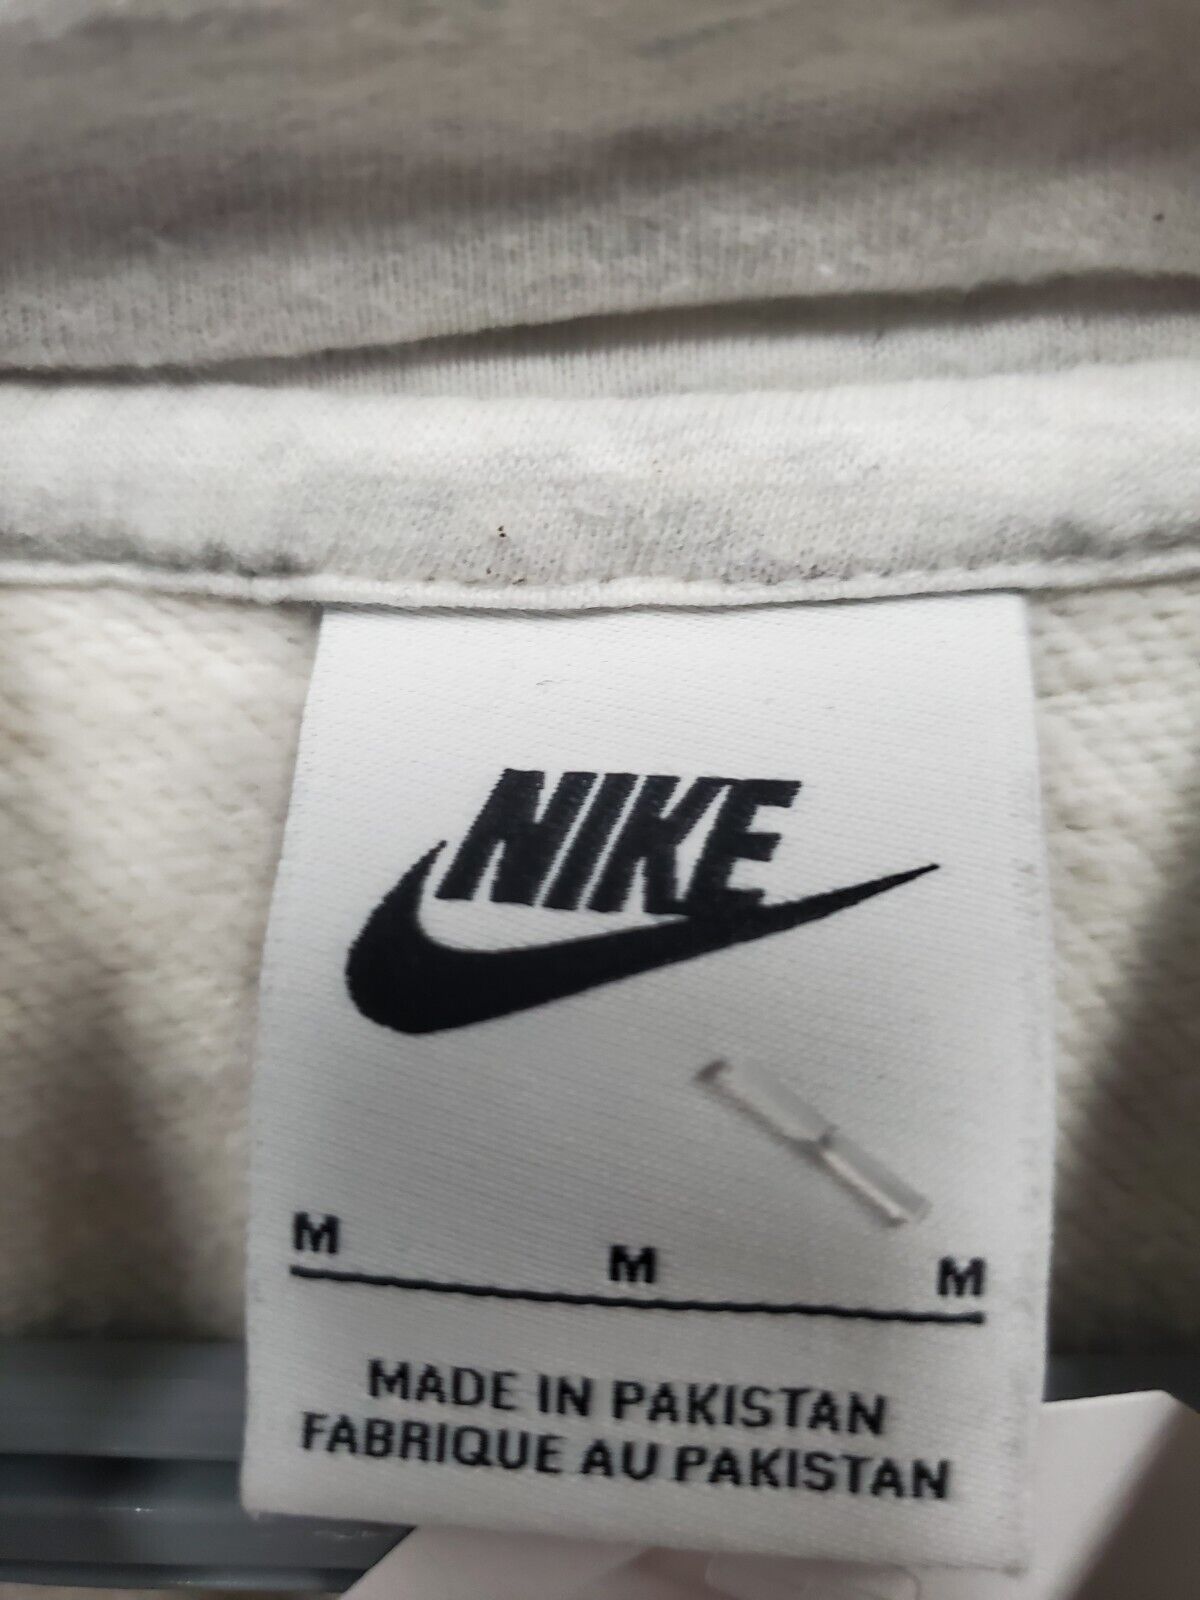 NIKE
M M M
MADE IN PAKISTAN
FABRIQUE AU PAKISTAN